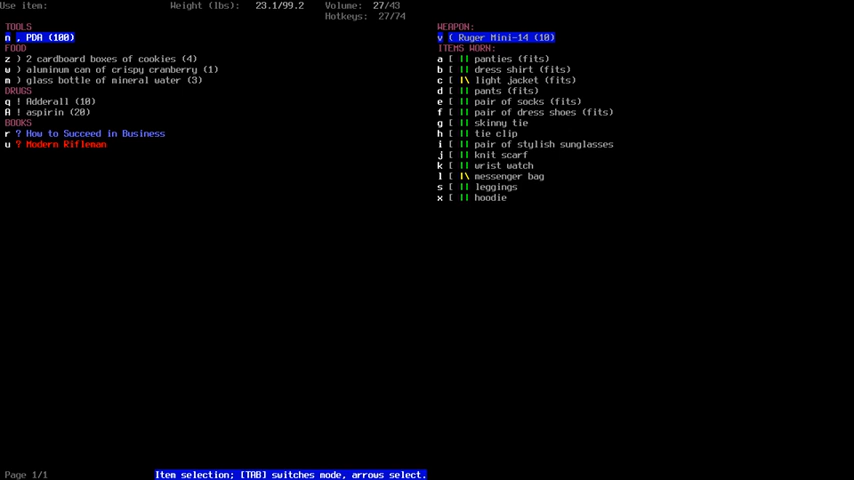 Use item: Weight (lbs): 23.1/99.2 Volume: 27/43
Hotkeys: 27/74
TOOLS
n , PDA (100)
FOOD
z ) 2 cardboard boxes of cookies (4)
w ) aluminum can of crispy cranberry (1)
m ) glass bottle of mineral water (3)
DRUGS
q ! Adderall (10)
A ! aspirin (20)
BOOKS
r ? How to Succeed in Business
u ? Modern Rifleman
WEAPON:
v ( Ruger Mini-14 (10)
ITEMS WORN:
a [ || panties (fits)
b [ || dress shirt (fits)
c [ |\ light jacket (fits)
d [ || pants (fits)
e [ || pair of socks (fits)
f [ || pair of dress shoes (fits)
g [ || skinny tie
h [ || tie clip
i [ || pair of stylish sunglasses
j [ || knit scarf
k [ || wrist watch
l [ |\ messenger bag
s [ || leggings
x [ || hoodie
Page 1/1 Item selection; [TAB] switches mode, arrows select.